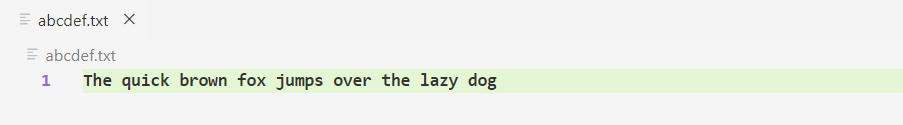 abcdef.txt
abcdef.txt
1 The quick brown fox jumps over the lazy dog